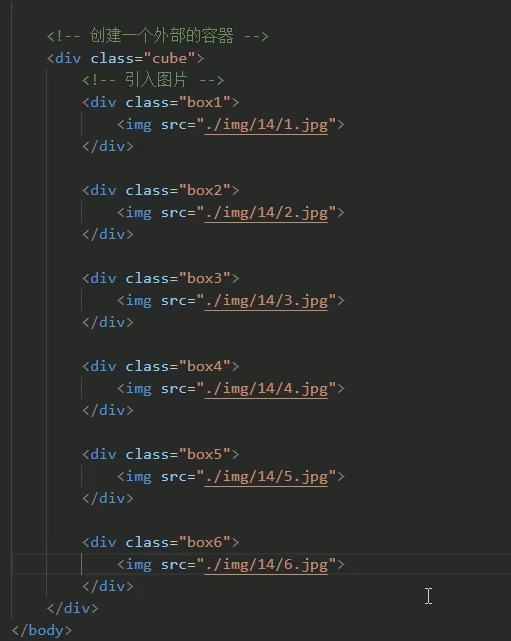 <!-- 创建一个外部的容器 -->
<div class="cube">
<!-- 引入图片 -->
<div class="box1">
<img src="./img/14/1.jpg">
</div>
<div class="box2">
<img src="./img/14/2.jpg">
</div>
<div class="box3">
<img src="./img/14/3.jpg">
</div>
<div class="box4">
<img src="./img/14/4.jpg">
</div>
<div class="box5">
<img src="./img/14/5.jpg">
</div>
<div class="box6">
<img src="./img/14/6.jpg">
</div>
</div>
</body>